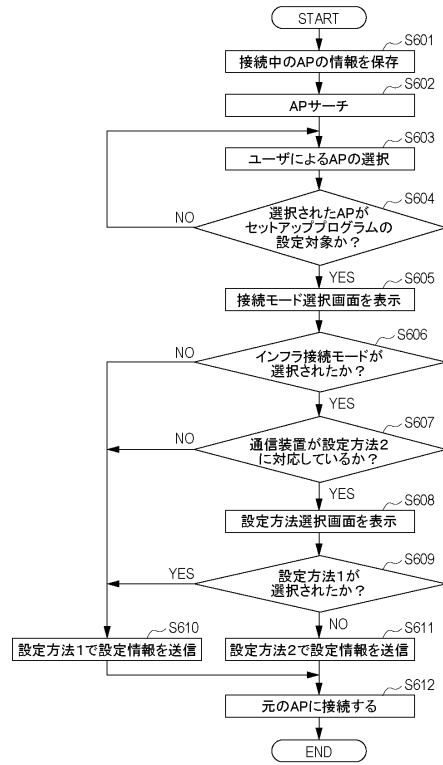 START
S601
接続中のAPの情報を保存
S602
APサーチ
S603
ユーザによるAPの選択
S604
選択されたAPが
セットアッププログラムの
設定対象か？
NO
YES
S605
接続モード選択画面を表示
S606
インフラ接続モードが
選択されたか？
NO
YES
S607
通信装置が設定方法2
に対応しているか？
NO
YES
S608
設定方法選択画面を表示
S609
設定方法1が
選択されたか？
YES
NO
S610
設定方法1で設定情報を送信
S611
設定方法2で設定情報を送信
S612
元のAPに接続する
END